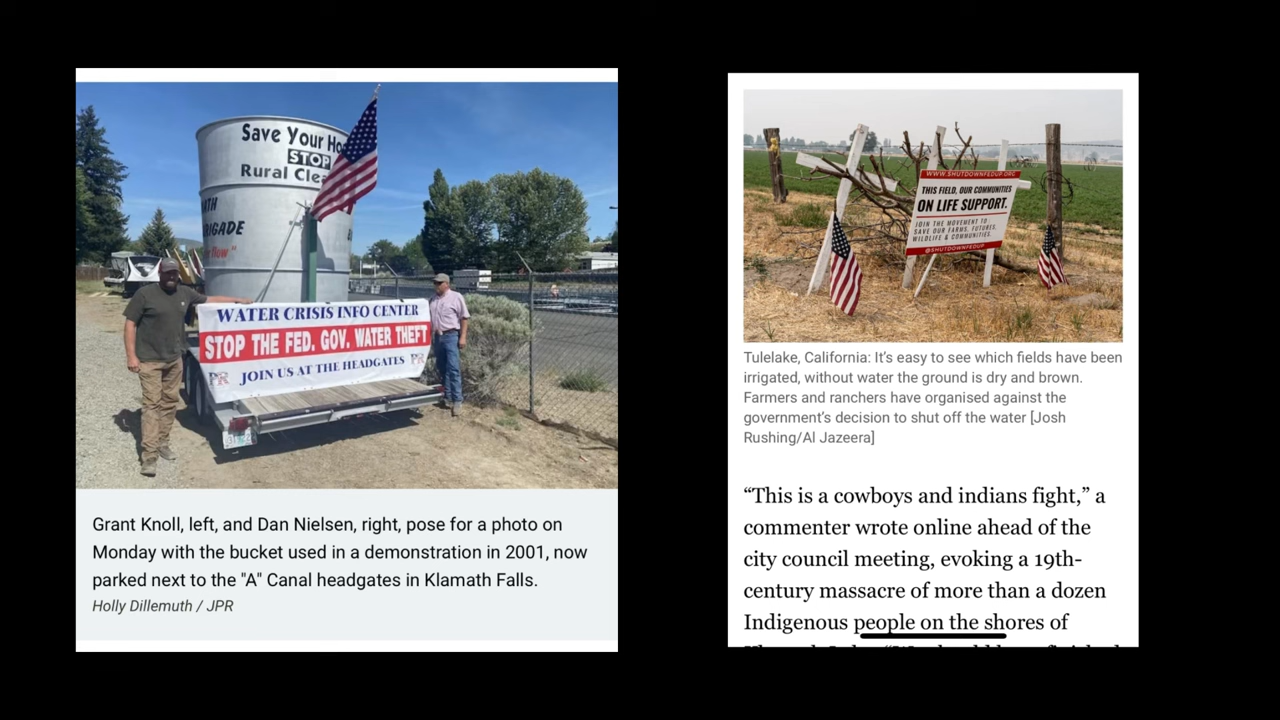 Save Your Ho
STOP
Rural Clea
TH
RIGADE
Flow"
WATER CRISIS INFO CENTER
STOP THE FED. GOV. WATER THEFT
JOIN US AT THE HEADGATES
Grant Knoll, left, and Dan Nielsen, right, pose for a photo on
Monday with the bucket used in a demonstration in 2001, now
parked next to the "A" Canal headgates in Klamath Falls.
Holly Dillemuth / JPR
WWW.SHUTDOWNFEDUP.ORG
THIS FIELD, OUR COMMUNITIES
ON LIFE SUPPORT.
JOIN THE MOVEMENT TO
SAVE OUR FARMS, FUTURES,
WILDLIFE & COMMUNITIES.
@SHUTDOWNFEDUP
Tulelake, California: It's easy to see which fields have been
irrigated, without water the ground is dry and brown.
Farmers and ranchers have organised against the
government's decision to shut off the water [Josh
Rushing/Al Jazeera]
“This is a cowboys and indians fight,” a
commenter wrote online ahead of the
city council meeting, evoking a 19th-
century massacre of more than a dozen
Indigenous people on the shores of